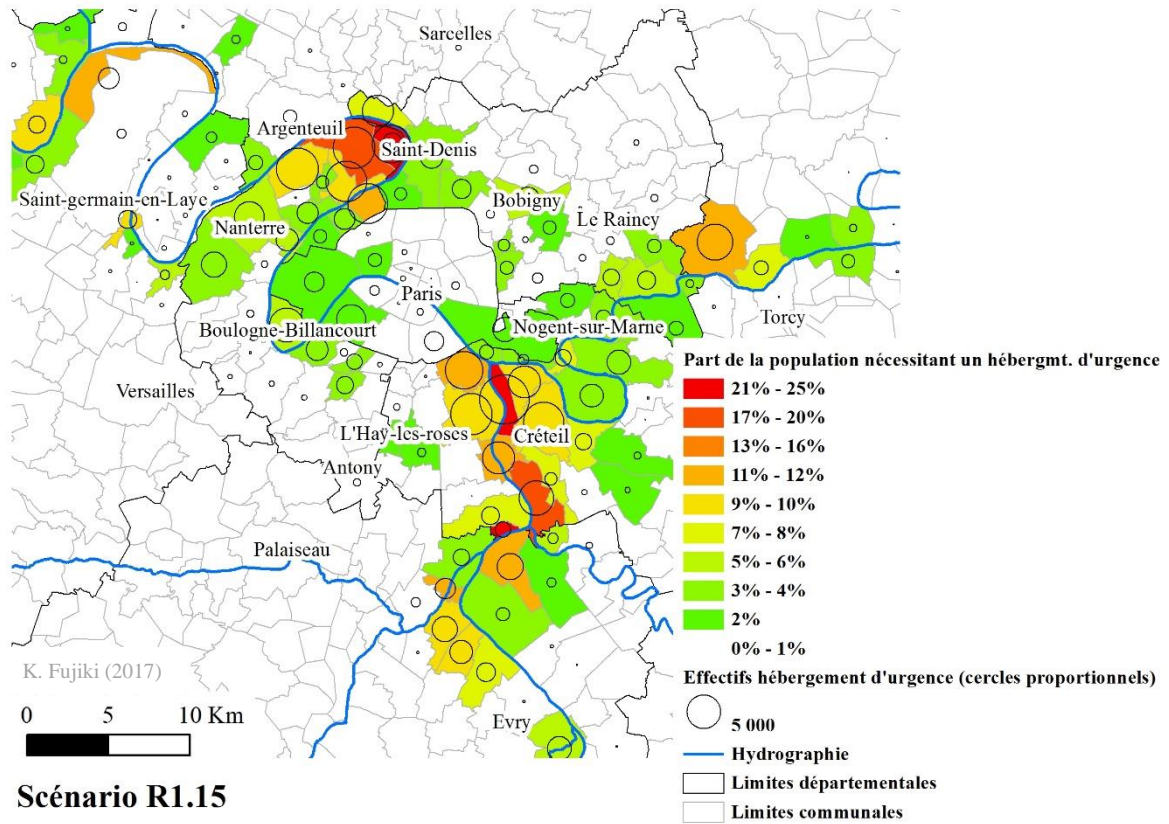 Sarcelles
Argenteuil
Saint-Denis
Saint-germain-en-Laye
Bobigny
Le Raincy
Nanterre
Paris
Torcy
Boulogne-Billancourt
Nogent-sur-Marne
Versailles
L'Hay-les-roses
Créteil
Antony
Palaiseau
Evry
K. Fujiki (2017)
0 5 10 Km
Scénario R1.15
Part de la population nécessitant un hébergmt. d'urgence
21% - 25%
17% - 20%
13% - 16%
11% - 12%
9% - 10%
7% - 8%
5% - 6%
3% - 4%
2%
0% - 1%
Effectifs hébergement d'urgence (cercles proportionnels)
5 000
Hydrographie
Limites départementales
Limites communales